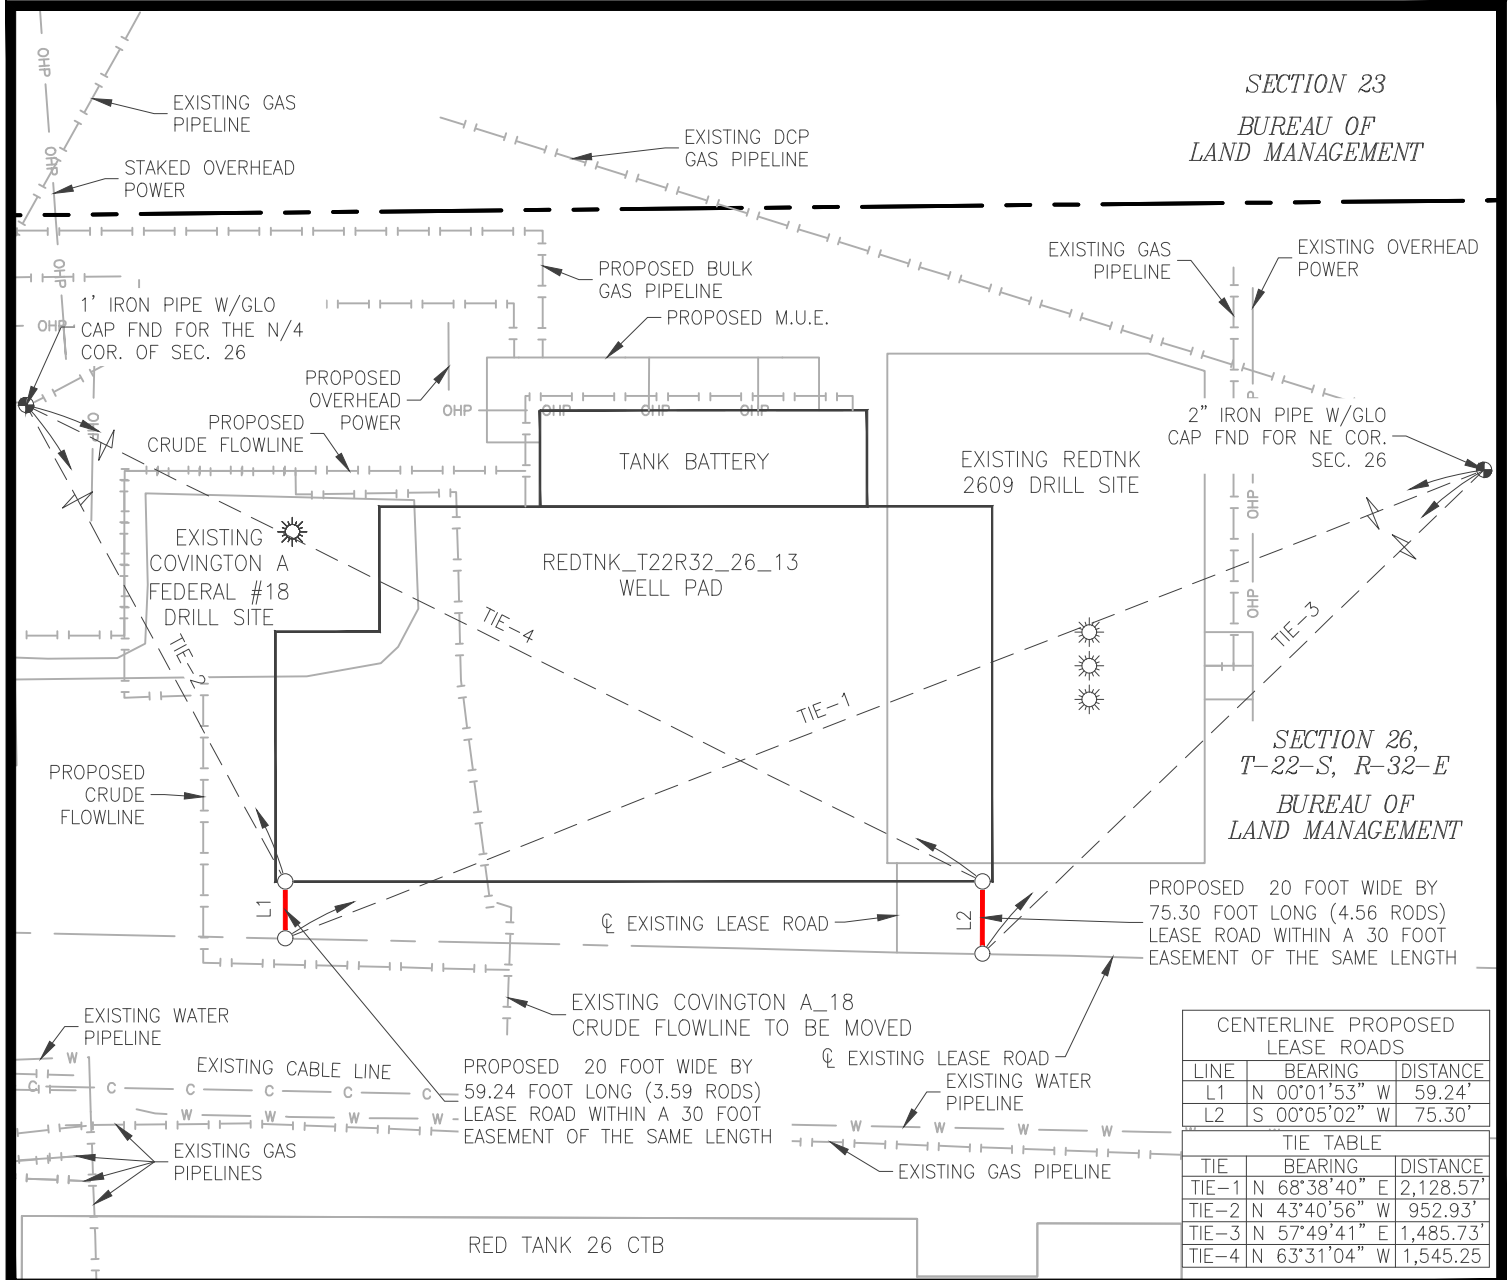 SECTION 23
BUREAU OF
LAND MANAGEMENT
OHP
EXISTING GAS
PIPELINE
EXISTING DCP
GAS PIPELINE
OHP
STAKED OVERHEAD
POWER
EXISTING GAS
PIPELINE
EXISTING OVERHEAD
POWER
OHP
PROPOSED BULK
GAS PIPELINE
1' IRON PIPE W/GLO
CAP FND FOR THE N/4
COR. OF SEC. 26
OHP
PROPOSED M.U.E.
PROPOSED
OVERHEAD
POWER
OHP
OHP
OHP
OHP
OHP
PROPOSED
CRUDE FLOWLINE
2" IRON PIPE W/GLO
CAP FND FOR NE COR.
SEC. 26
TANK BATTERY
EXISTING REDTNK
2609 DRILL SITE
OHP
EXISTING
COVINGTON A
FEDERAL #18
DRILL SITE
REDTNK_T22R32_26_13
WELL PAD
OHP
TIE-4
TIE-3
TIE-2
TIE-1
SECTION 26,
T-22-S, R-32-E
BUREAU OF
LAND MANAGEMENT
PROPOSED
CRUDE
FLOWLINE
L1
L2
℄ EXISTING LEASE ROAD
PROPOSED 20 FOOT WIDE BY
75.30 FOOT LONG (4.56 RODS)
LEASE ROAD WITHIN A 30 FOOT
EASEMENT OF THE SAME LENGTH
EXISTING COVINGTON A_18
CRUDE FLOWLINE TO BE MOVED
EXISTING WATER
PIPELINE
W
EXISTING CABLE LINE
C C C C C C
W W W W
PROPOSED 20 FOOT WIDE BY
59.24 FOOT LONG (3.59 RODS)
LEASE ROAD WITHIN A 30 FOOT
EASEMENT OF THE SAME LENGTH
℄ EXISTING LEASE ROAD
EXISTING WATER
PIPELINE
W W W W
EXISTING GAS
PIPELINES
EXISTING GAS PIPELINE
RED TANK 26 CTB
CENTERLINE PROPOSED
LEASE ROADS
LINE BEARING DISTANCE
L1 N 00°01'53" W 59.24'
L2 S 00°05'02" W 75.30'
TIE TABLE
TIE BEARING DISTANCE
TIE-1 N 68°38'40" E 2,128.57'
TIE-2 N 43°40'56" W 952.93'
TIE-3 N 57°49'41" E 1,485.73'
TIE-4 N 63°31'04" W 1,545.25